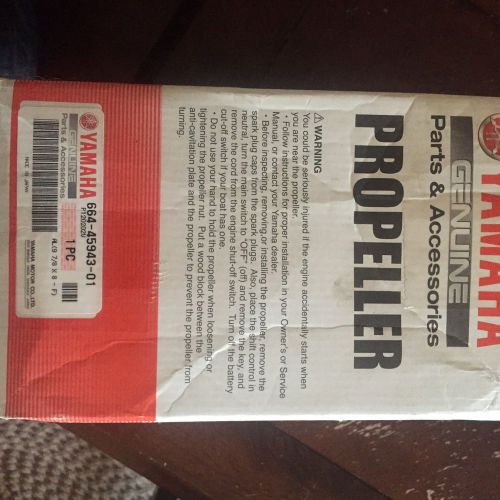 YAMAHA
GENUINE
Parts & Accessories
PROPELLER
⚠WARNING
You could be seriously injured if the engine accidentally starts when
you are near the propeller.
• Follow instructions for proper installation in your Owner's or Service
Manual, or contact your Yamaha dealer.
• Before inspecting, removing or installing the propeller, remove the
spark plug caps from the spark plugs. Also, place the shift control in
neutral, turn the main switch to "OFF" (off) and remove the key, and
remove the cord from the engine shut-off switch. Turn off the battery
cut-off switch if your boat has one.
• Do not use your hand to hold the propeller when loosening or
tightening the propeller nut. Put a wood block between the
anti-cavitation plate and the propeller to prevent the propeller from
turning.
YAMAHA
GENUINE
Parts & Accessories
MADE IN JAPAN
664-45943-01
1 PC
AL(9 7/8 X 8 - F)
YAMAHA MOTOR CO.,LTD.